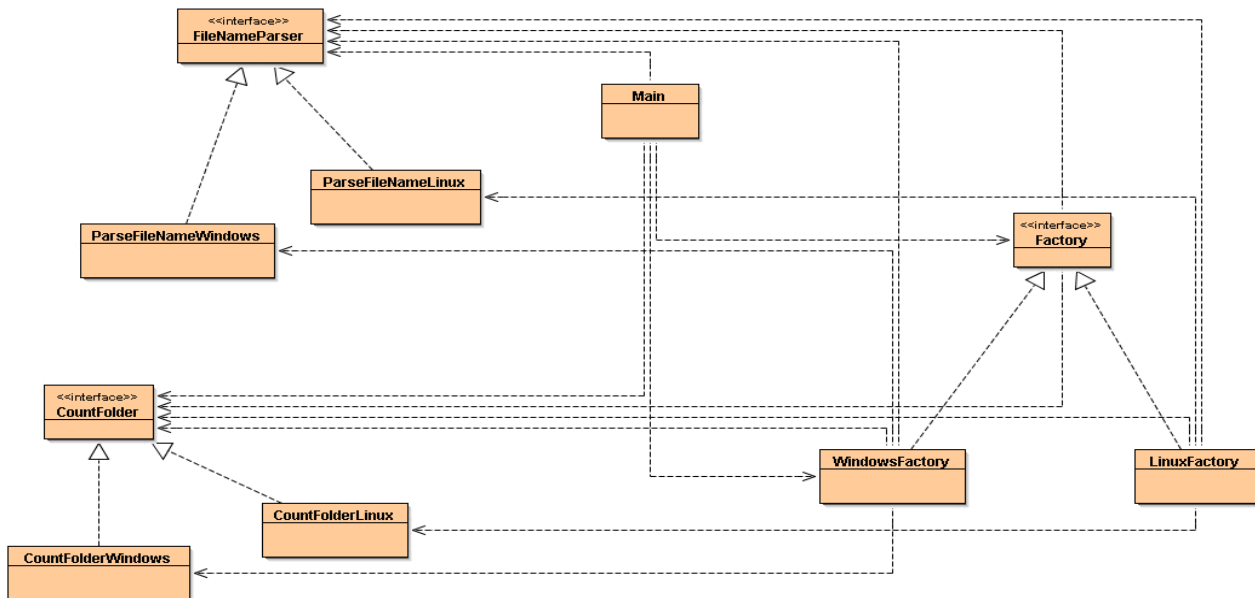 <<interface>>
FileNameParser
Main
ParseFileNameLinux
ParseFileNameWindows
<<interface>>
Factory
<<interface>>
CountFolder
WindowsFactory
LinuxFactory
CountFolderLinux
CountFolderWindows